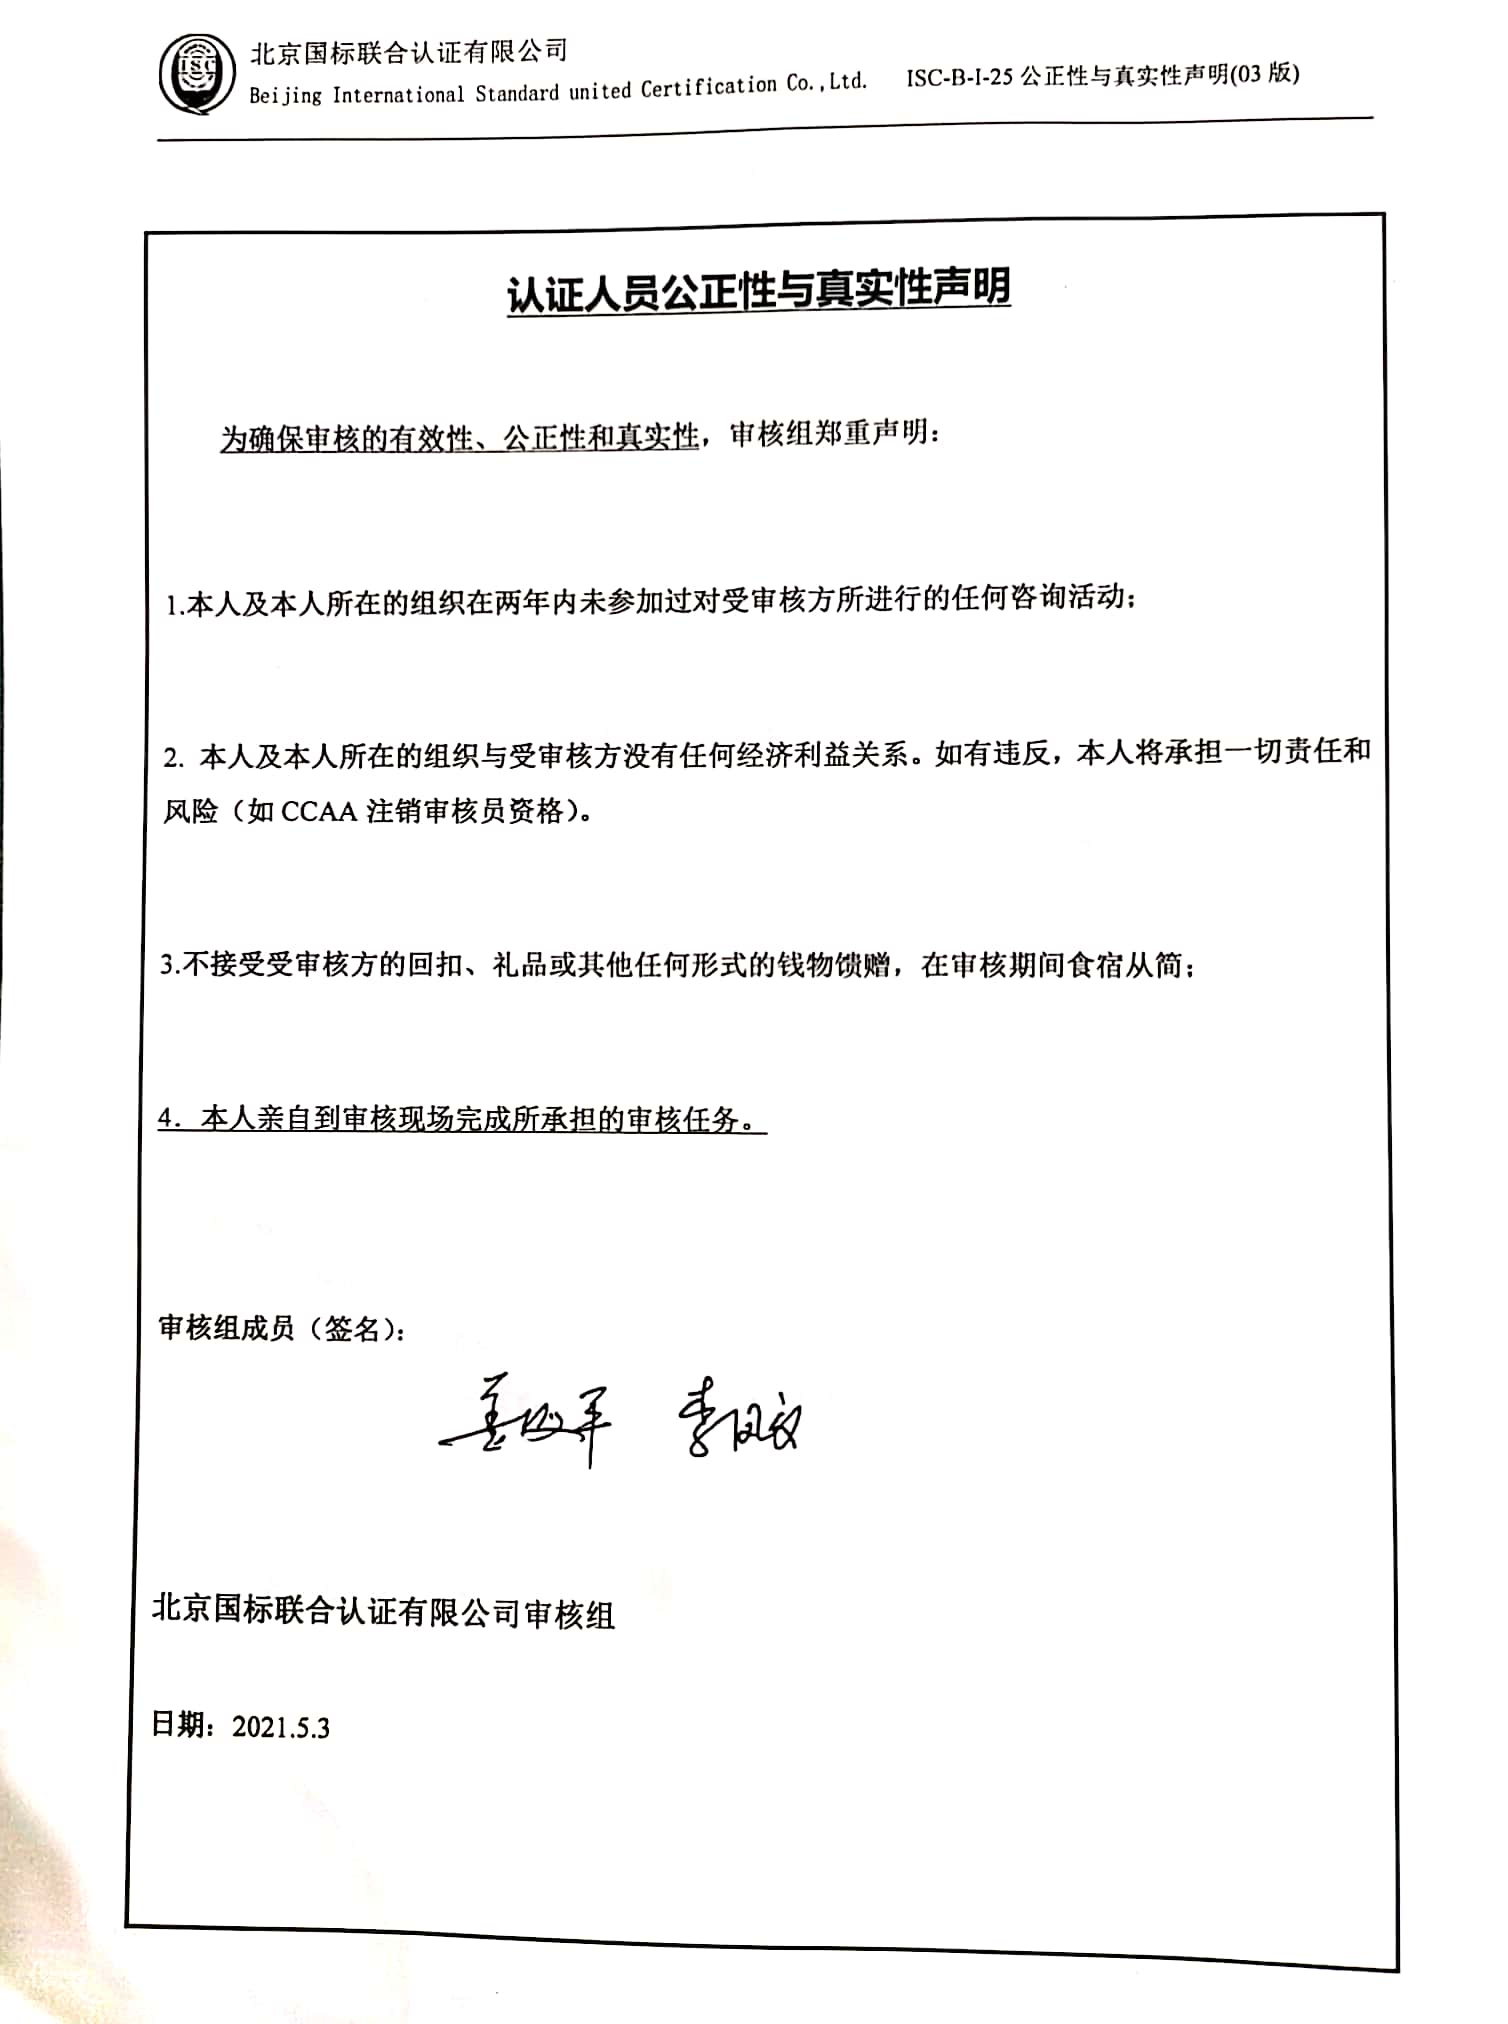 ISC
北京国标联合认证有限公司
Beijing International Standard united Certification Co.,Ltd. ISC-B-I-25 公正性与真实性声明(03 版)
认证人员公正性与真实性声明
为确保审核的有效性、公正性和真实性，审核组郑重声明：
1.本人及本人所在的组织在两年内未参加过对受审核方所进行的任何咨询活动；
2. 本人及本人所在的组织与受审核方没有任何经济利益关系。如有违反，本人将承担一切责任和
风险（如 CCAA 注销审核员资格）。
3.不接受受审核方的回扣、礼品或其他任何形式的钱物馈赠，在审核期间食宿从简；
4. 本人亲自到审核现场完成所承担的审核任务。
审核组成员（签名）：
北京国标联合认证有限公司审核组
日期：2021.5.3